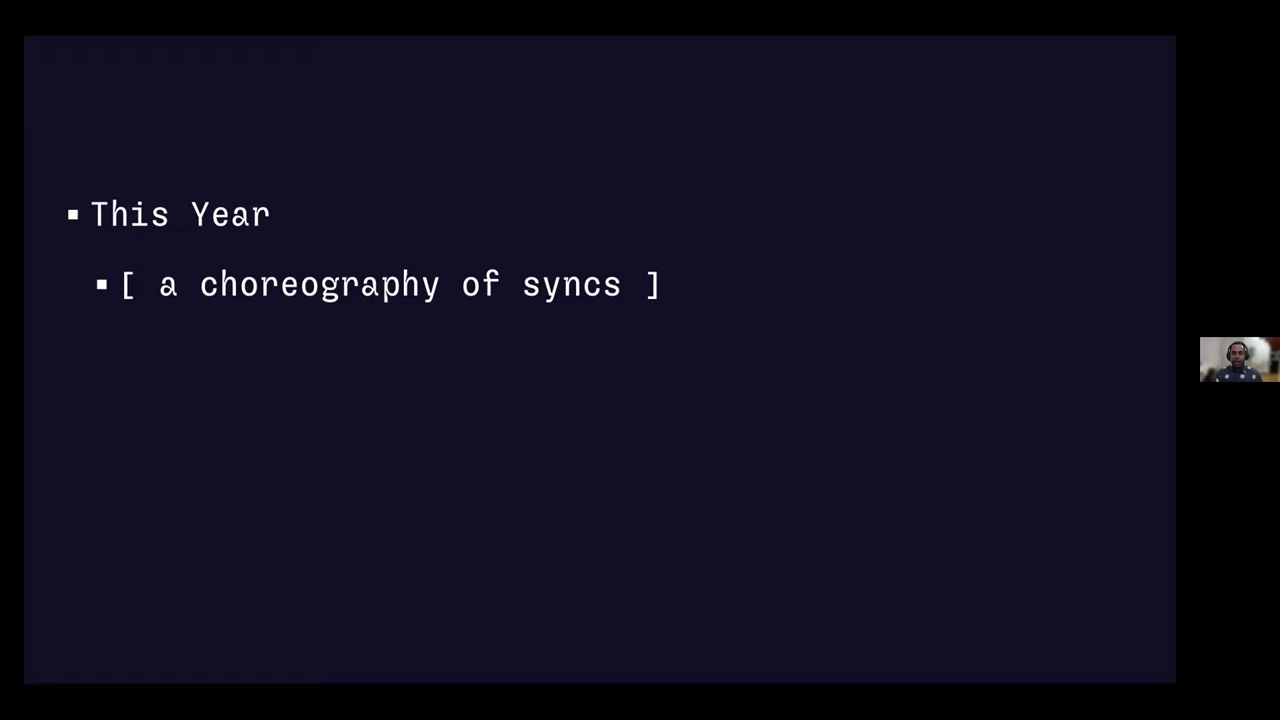 ▪ This Year
▪ [ a choreography of syncs ]